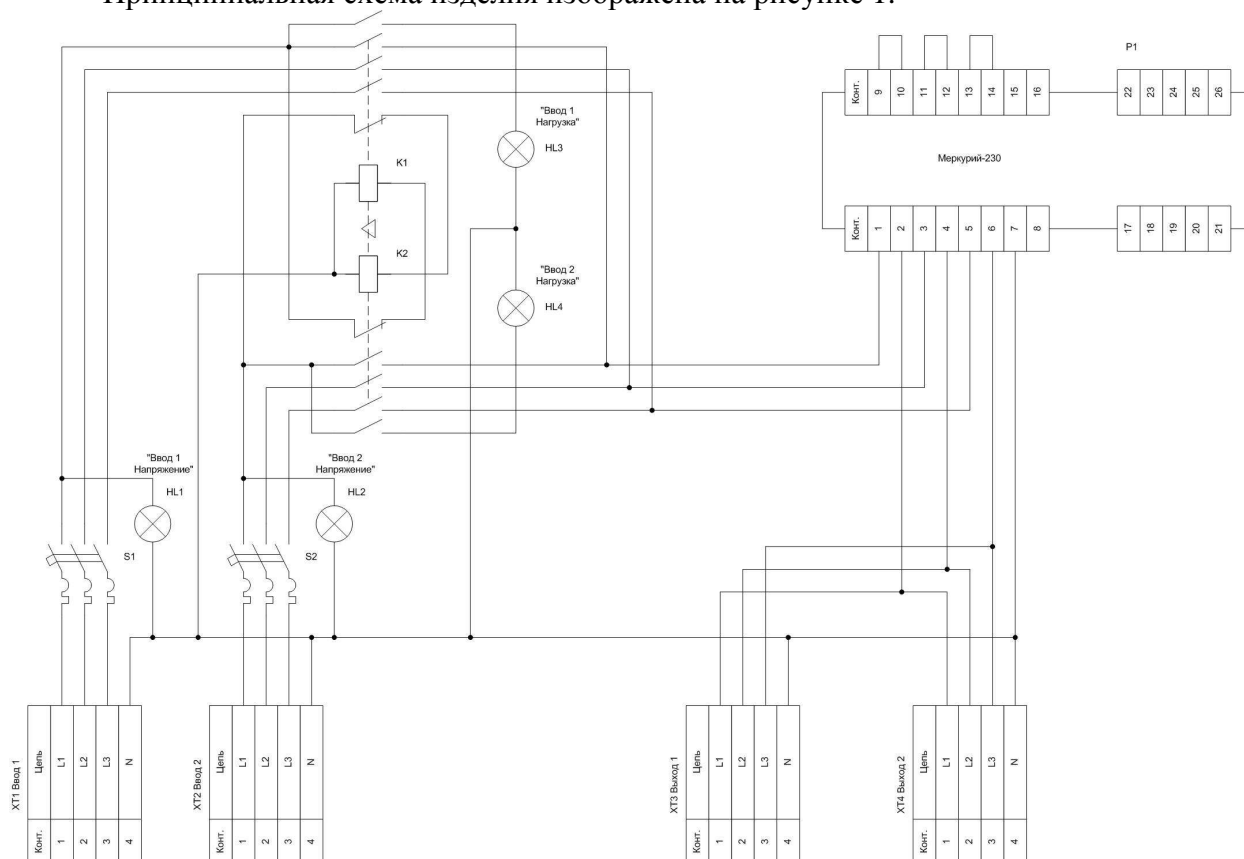 Принципиальная схема изделия изображена на рисунке 1.
P1
Конт. 9 10 11 12 13 14 15 16
22 23 24 25 26
Меркурий-230
Конт. 1 2 3 4 5 6 7 8
17 18 19 20 21
"Ввод 1
Нагрузка"
HL3
K1
K2
"Ввод 2
Нагрузка"
HL4
"Ввод 1
Напряжение"
HL1
S1
"Ввод 2
Напряжение"
HL2
S2
XT1 Ввод 1
Цепь L1 L2 L3 N
Конт. 1 2 3 4
XT2 Ввод 2
Цепь L1 L2 L3 N
Конт. 1 2 3 4
XT3 Выход 1
Цепь L1 L2 L3 N
Конт. 1 2 3 4
XT4 Выход 2
Цепь L1 L2 L3 N
Конт. 1 2 3 4